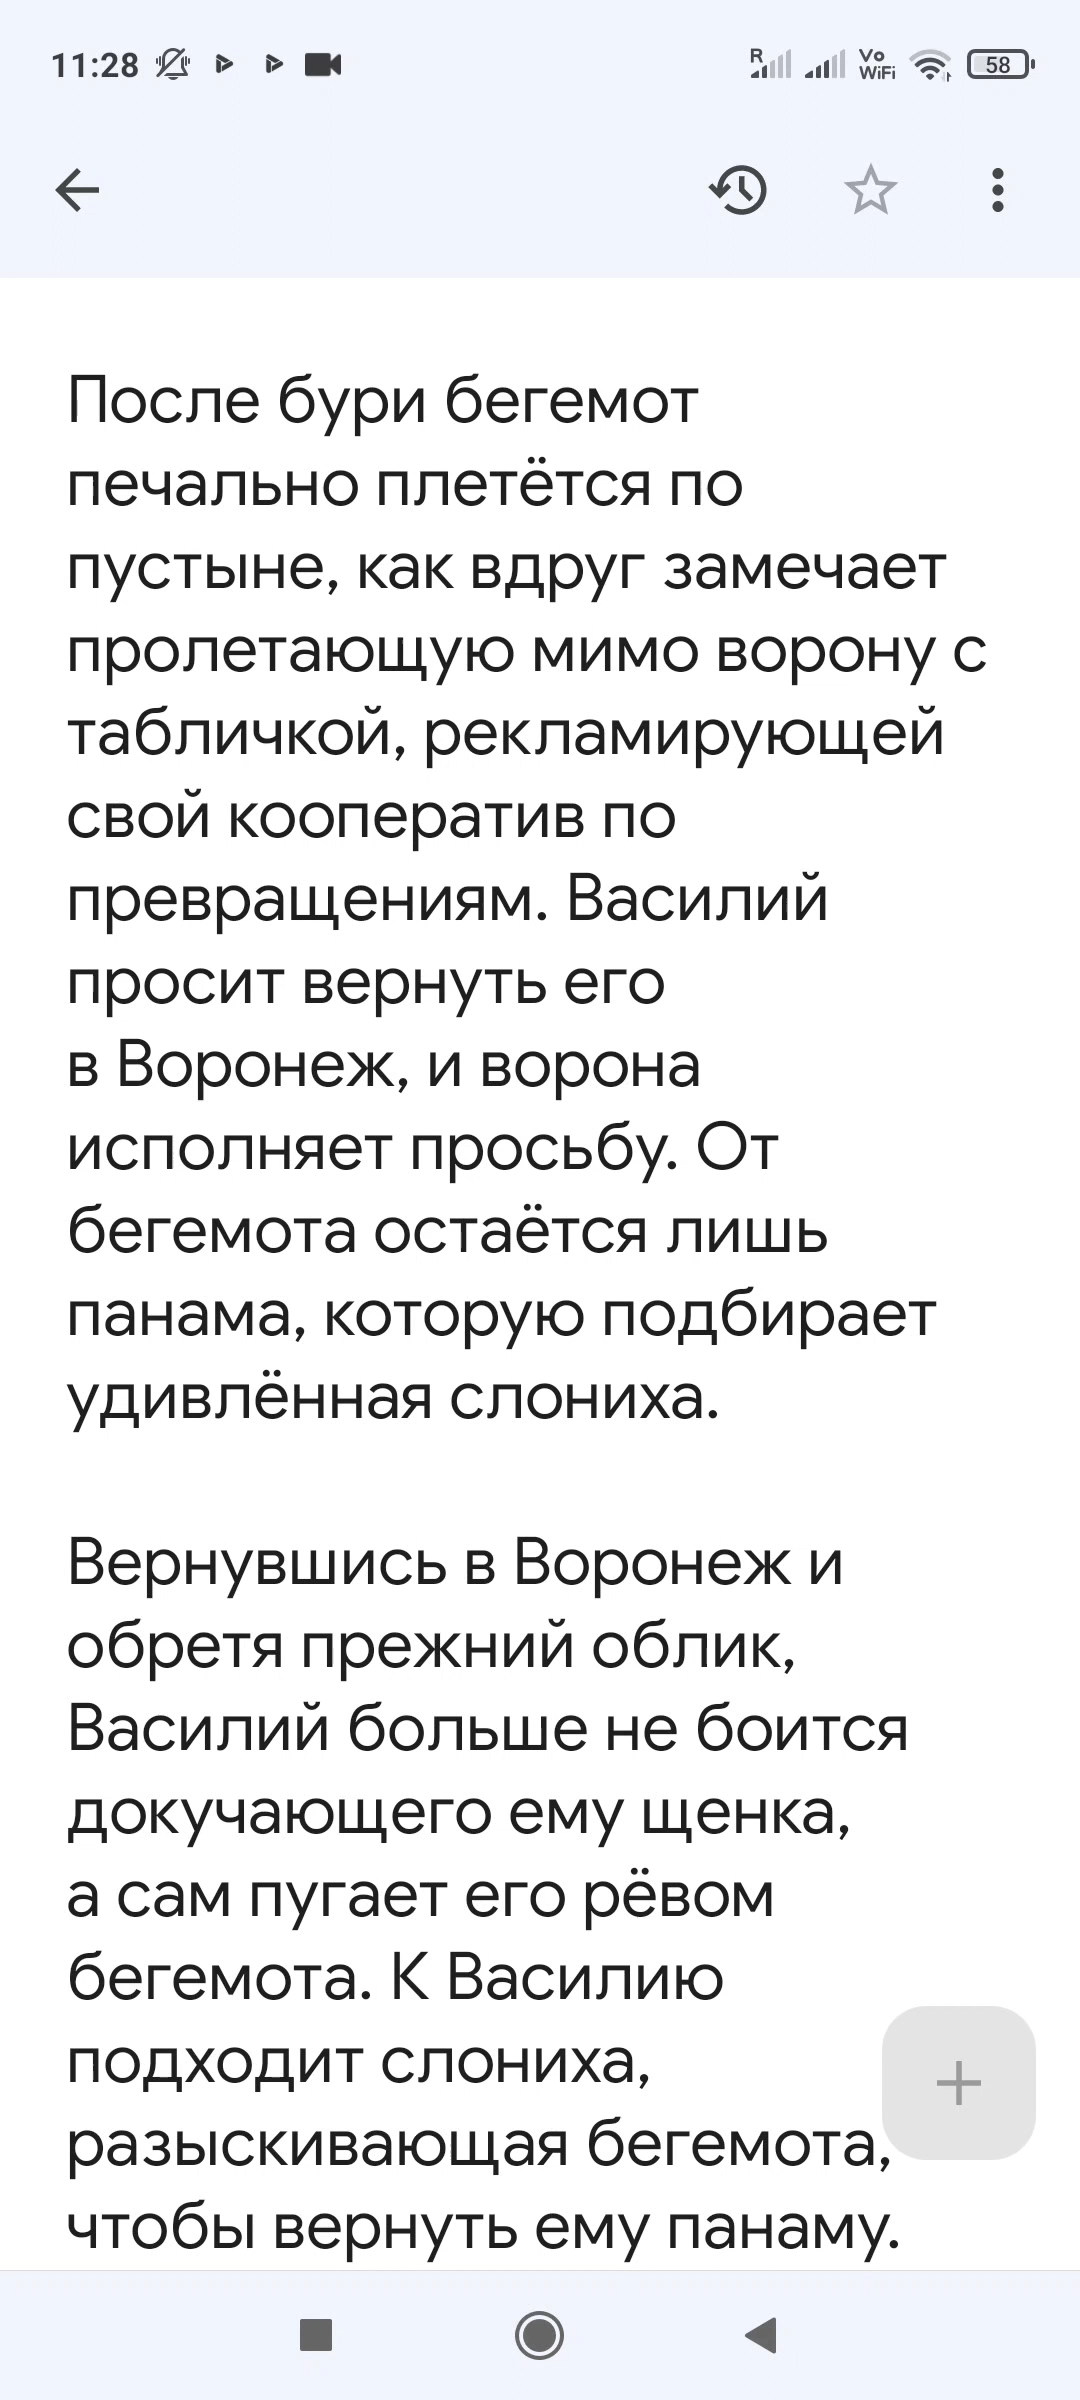 11:28
R
Vo
WiFi
58
После бури бегемот
печально плетётся по
пустыне, как вдруг замечает
пролетающую мимо ворону с
табличкой, рекламирующей
свой кооператив по
превращениям. Василий
просит вернуть его
в Воронеж, и ворона
исполняет просьбу. От
бегемота остаётся лишь
панама, которую подбирает
удивлённая слониха.
Вернувшись в Воронеж и
обретя прежний облик,
Василий больше не боится
докучающего ему щенка,
а сам пугает его рёвом
бегемота. К Василию
подходит слониха,
разыскивающая бегемота,
чтобы вернуть ему панаму.